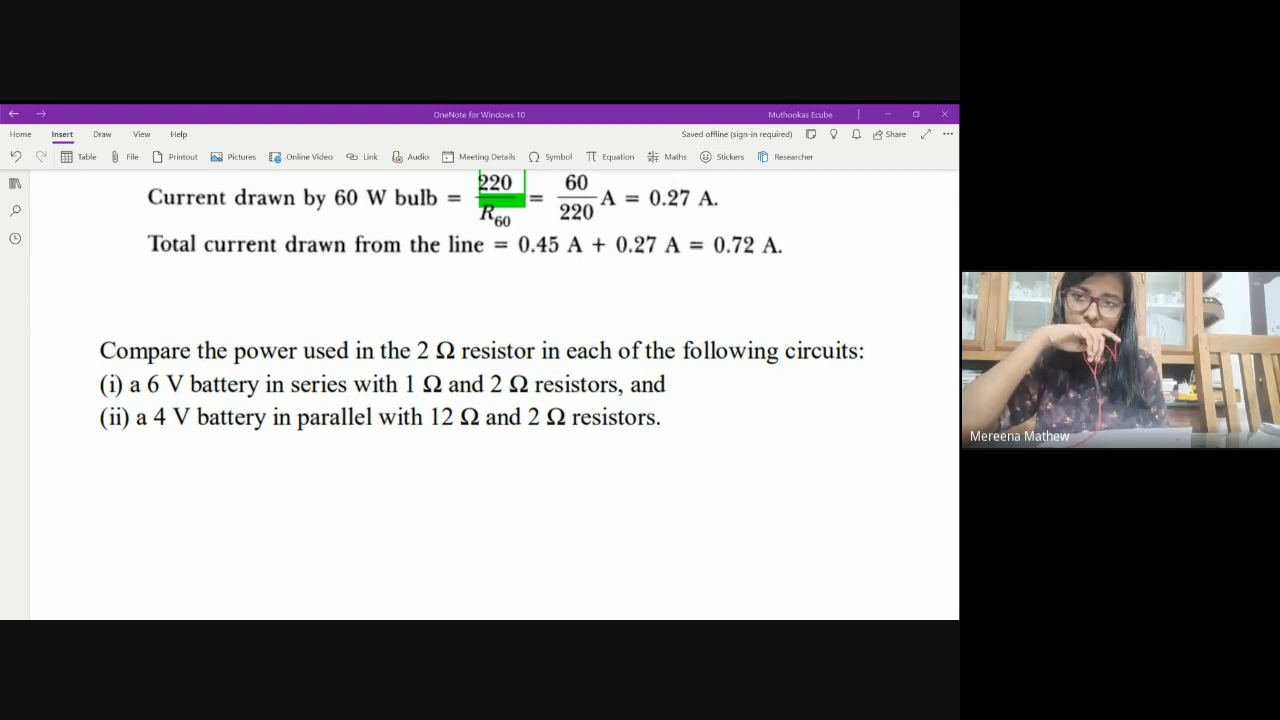 OneNote for Windows 10
Muthookas Ecube
Home Insert Draw View Help
Saved offline (sign-in required) Share
Table File Printout Pictures Online Video Link Audio Meeting Details Symbol Equation Maths Stickers Researcher
Current drawn by 60 W bulb = 220/R60 = 60/220 A = 0.27 A.
Total current drawn from the line = 0.45 A + 0.27 A = 0.72 A.
Compare the power used in the 2 Ω resistor in each of the following circuits:
(i) a 6 V battery in series with 1 Ω and 2 Ω resistors, and
(ii) a 4 V battery in parallel with 12 Ω and 2 Ω resistors.
Mereena Mathew